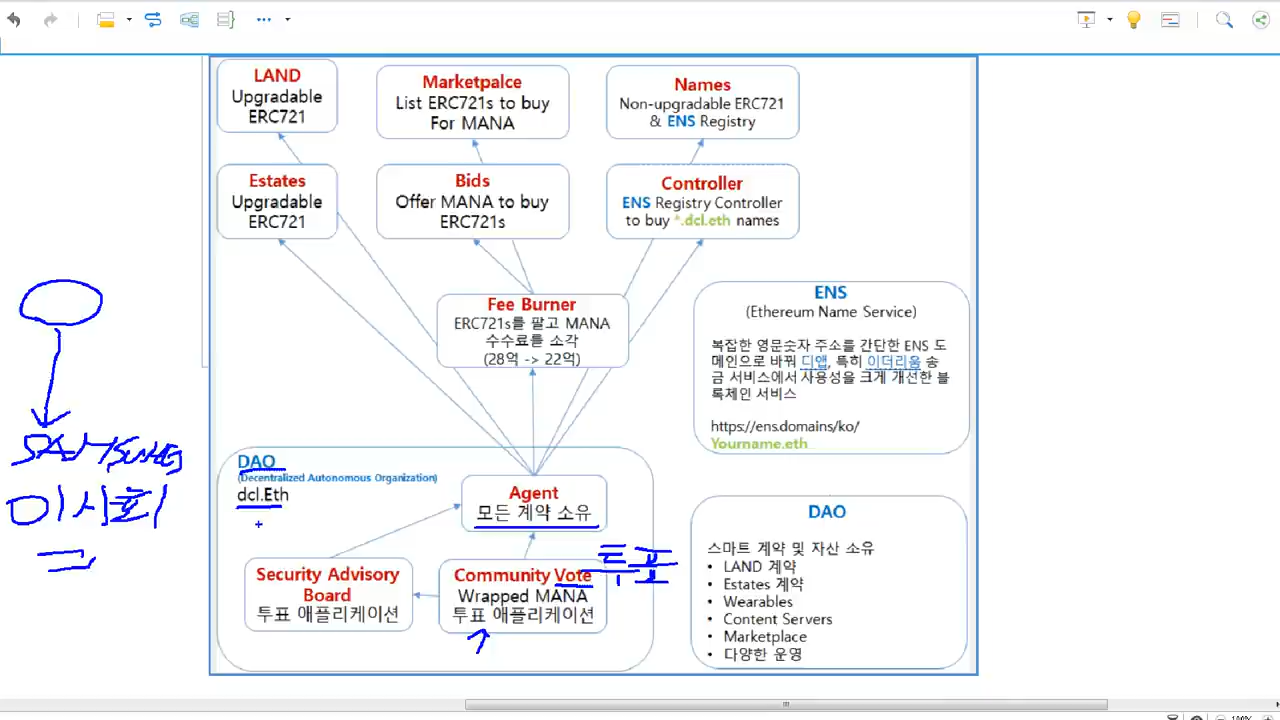 LAND
Upgradable
ERC721
Marketpalce
List ERC721s to buy
For MANA
Names
Non-upgradable ERC721
& ENS Registry
Estates
Upgradable
ERC721
Bids
Offer MANA to buy
ERC721s
Controller
ENS Registry Controller
to buy *.dcl.eth names
Fee Burner
ERC721s를 팔고 MANA
수수료를 소각
(28억 -> 22억)
ENS
(Ethereum Name Service)
복잡한 영문숫자 주소를 간단한 ENS 도
메인으로 바꿔 디앱, 특히 이더리움 송
금 서비스에서 사용성을 크게 개선한 블
록체인 서비스
https://ens.domains/ko/
Yourname.eth
SAMSUNG
이사회
DAO
(Decentralized Autonomous Organization)
dcl.Eth
Agent
모든 계약 소유
Security Advisory
Board
투표 애플리케이션
Community Vote
Wrapped MANA
투표 애플리케이션
투표
DAO
스마트 계약 및 자산 소유
• LAND 계약
• Estates 계약
• Wearables
• Content Servers
• Marketplace
• 다양한 운영